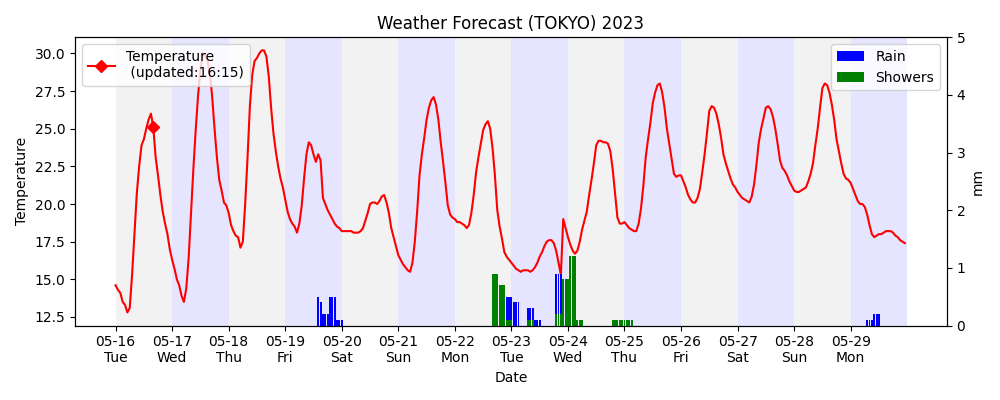 Weather Forecast (TOKYO) 2023
Temperature
(updated:16:15)
Rain
Showers
Temperature
30.0
27.5
25.0
22.5
20.0
17.5
15.0
12.5
5
4
3
2
1
0
mm
05-16 05-17 05-18 05-19 05-20 05-21 05-22 05-23 05-24 05-25 05-26 05-27 05-28 05-29
Tue Wed Thu Fri Sat Sun Mon Tue Wed Thu Fri Sat Sun Mon
Date